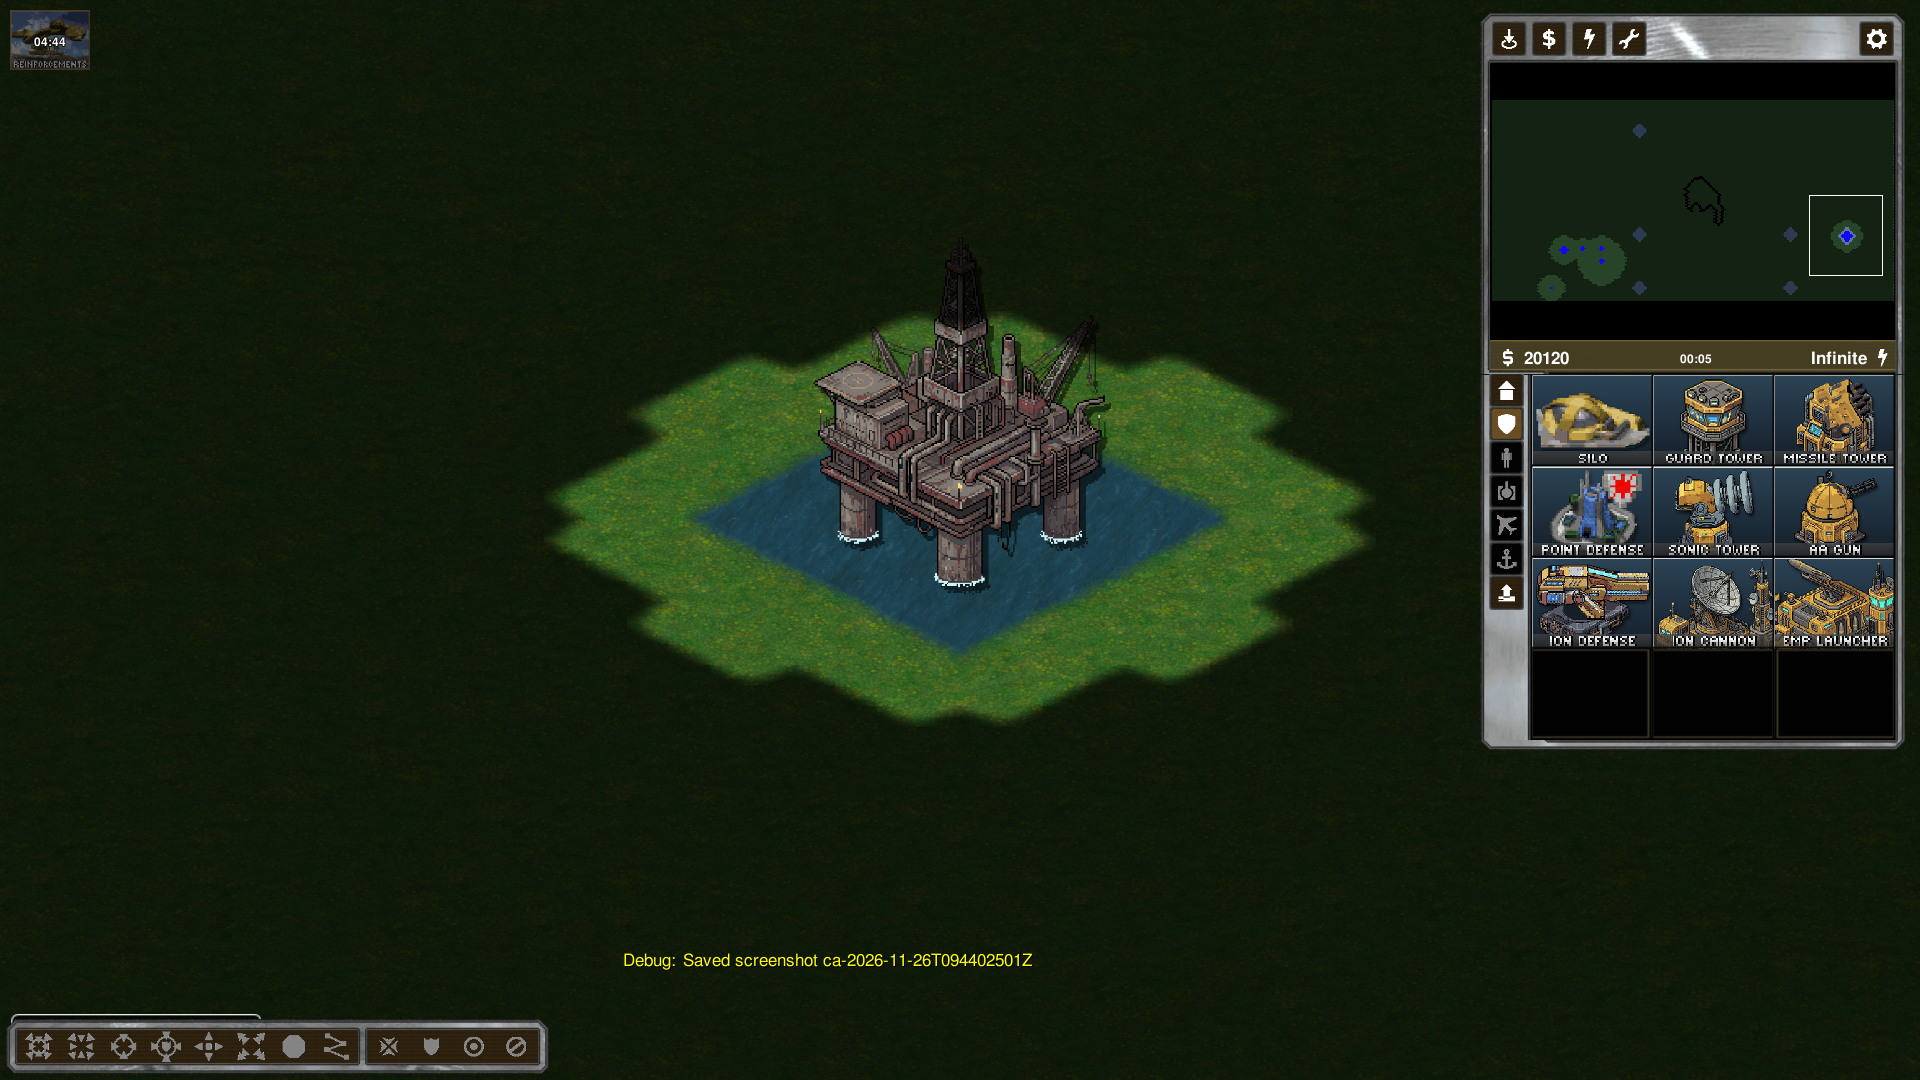 04:44
REINFORCEMENTS
$ 20120
00:05
Infinite
SILO
GUARD TOWER
MISSILE TOWER
POINT DEFENSE
SONIC TOWER
AA GUN
ION DEFENSE
ION CANNON
EMP LAUNCHER
Debug: Saved screenshot ca-2026-11-26T094402501Z